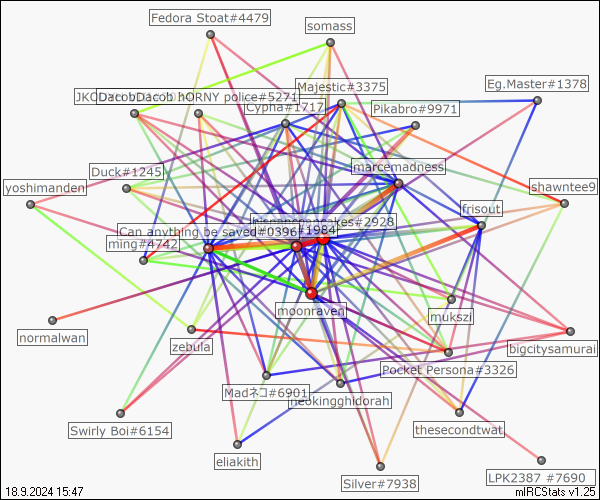 Fedora Stoat#4479
somass
Majestic#3375
Eg.Master#1378
HORNY police#5271
Cypha#1717
Pikabro#9971
marcemadness
Duck#1245
yoshimanden
shawntee9
frisout
#2928
Can anything be saved#0396
#1984
ming#4742
moonraven
mukszi
normalwan
zebula
bigcitysamurai
Pocket Persona#3326
Madネコ#6901
neokingghidorah
thesecondtwat
Swirly Boi#6154
eliakith
Silver#7938
LPK2387 #7690
18.9.2024 15:47
mIRCStats v1.25